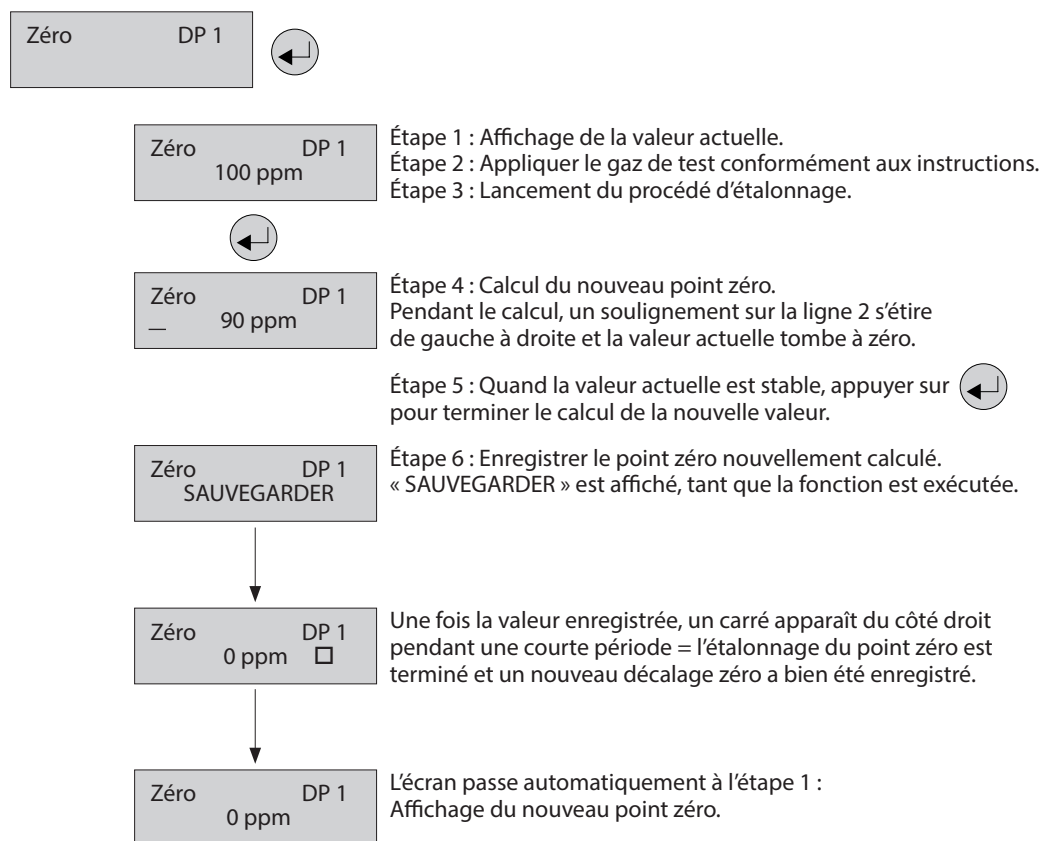 Zéro DP 1
Zéro DP 1
100 ppm
Étape 1 : Affichage de la valeur actuelle.
Étape 2 : Appliquer le gaz de test conformément aux instructions.
Étape 3 : Lancement du procédé d’étalonnage.
Zéro DP 1
_ 90 ppm
Étape 4 : Calcul du nouveau point zéro.
Pendant le calcul, un soulignement sur la ligne 2 s’étire
de gauche à droite et la valeur actuelle tombe à zéro.
Étape 5 : Quand la valeur actuelle est stable, appuyer sur
pour terminer le calcul de la nouvelle valeur.
Zéro DP 1
SAUVEGARDER
Étape 6 : Enregistrer le point zéro nouvellement calculé.
« SAUVEGARDER » est affiché, tant que la fonction est exécutée.
Zéro DP 1
0 ppm □
Une fois la valeur enregistrée, un carré apparaît du côté droit
pendant une courte période = l’étalonnage du point zéro est
terminé et un nouveau décalage zéro a bien été enregistré.
Zéro DP 1
0 ppm
L’écran passe automatiquement à l’étape 1 :
Affichage du nouveau point zéro.